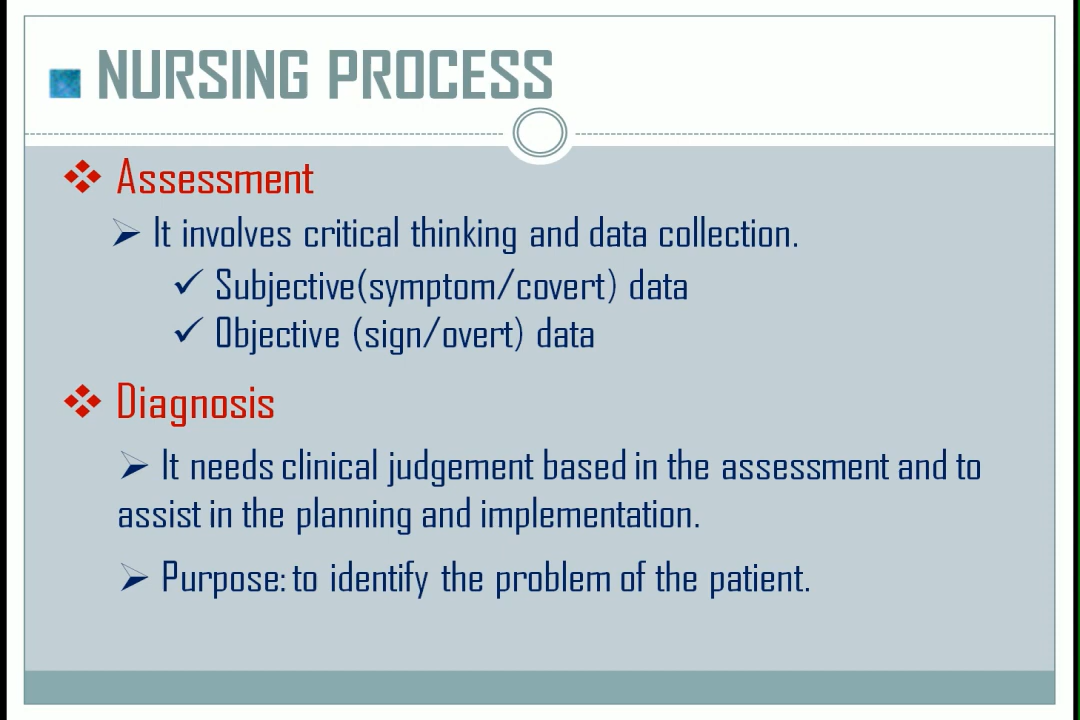 NURSING PROCESS
Assessment
It involves critical thinking and data collection.
Subjective(symptom/covert) data
Objective (sign/overt) data
Diagnosis
It needs clinical judgement based in the assessment and to
assist in the planning and implementation.
Purpose: to identify the problem of the patient.